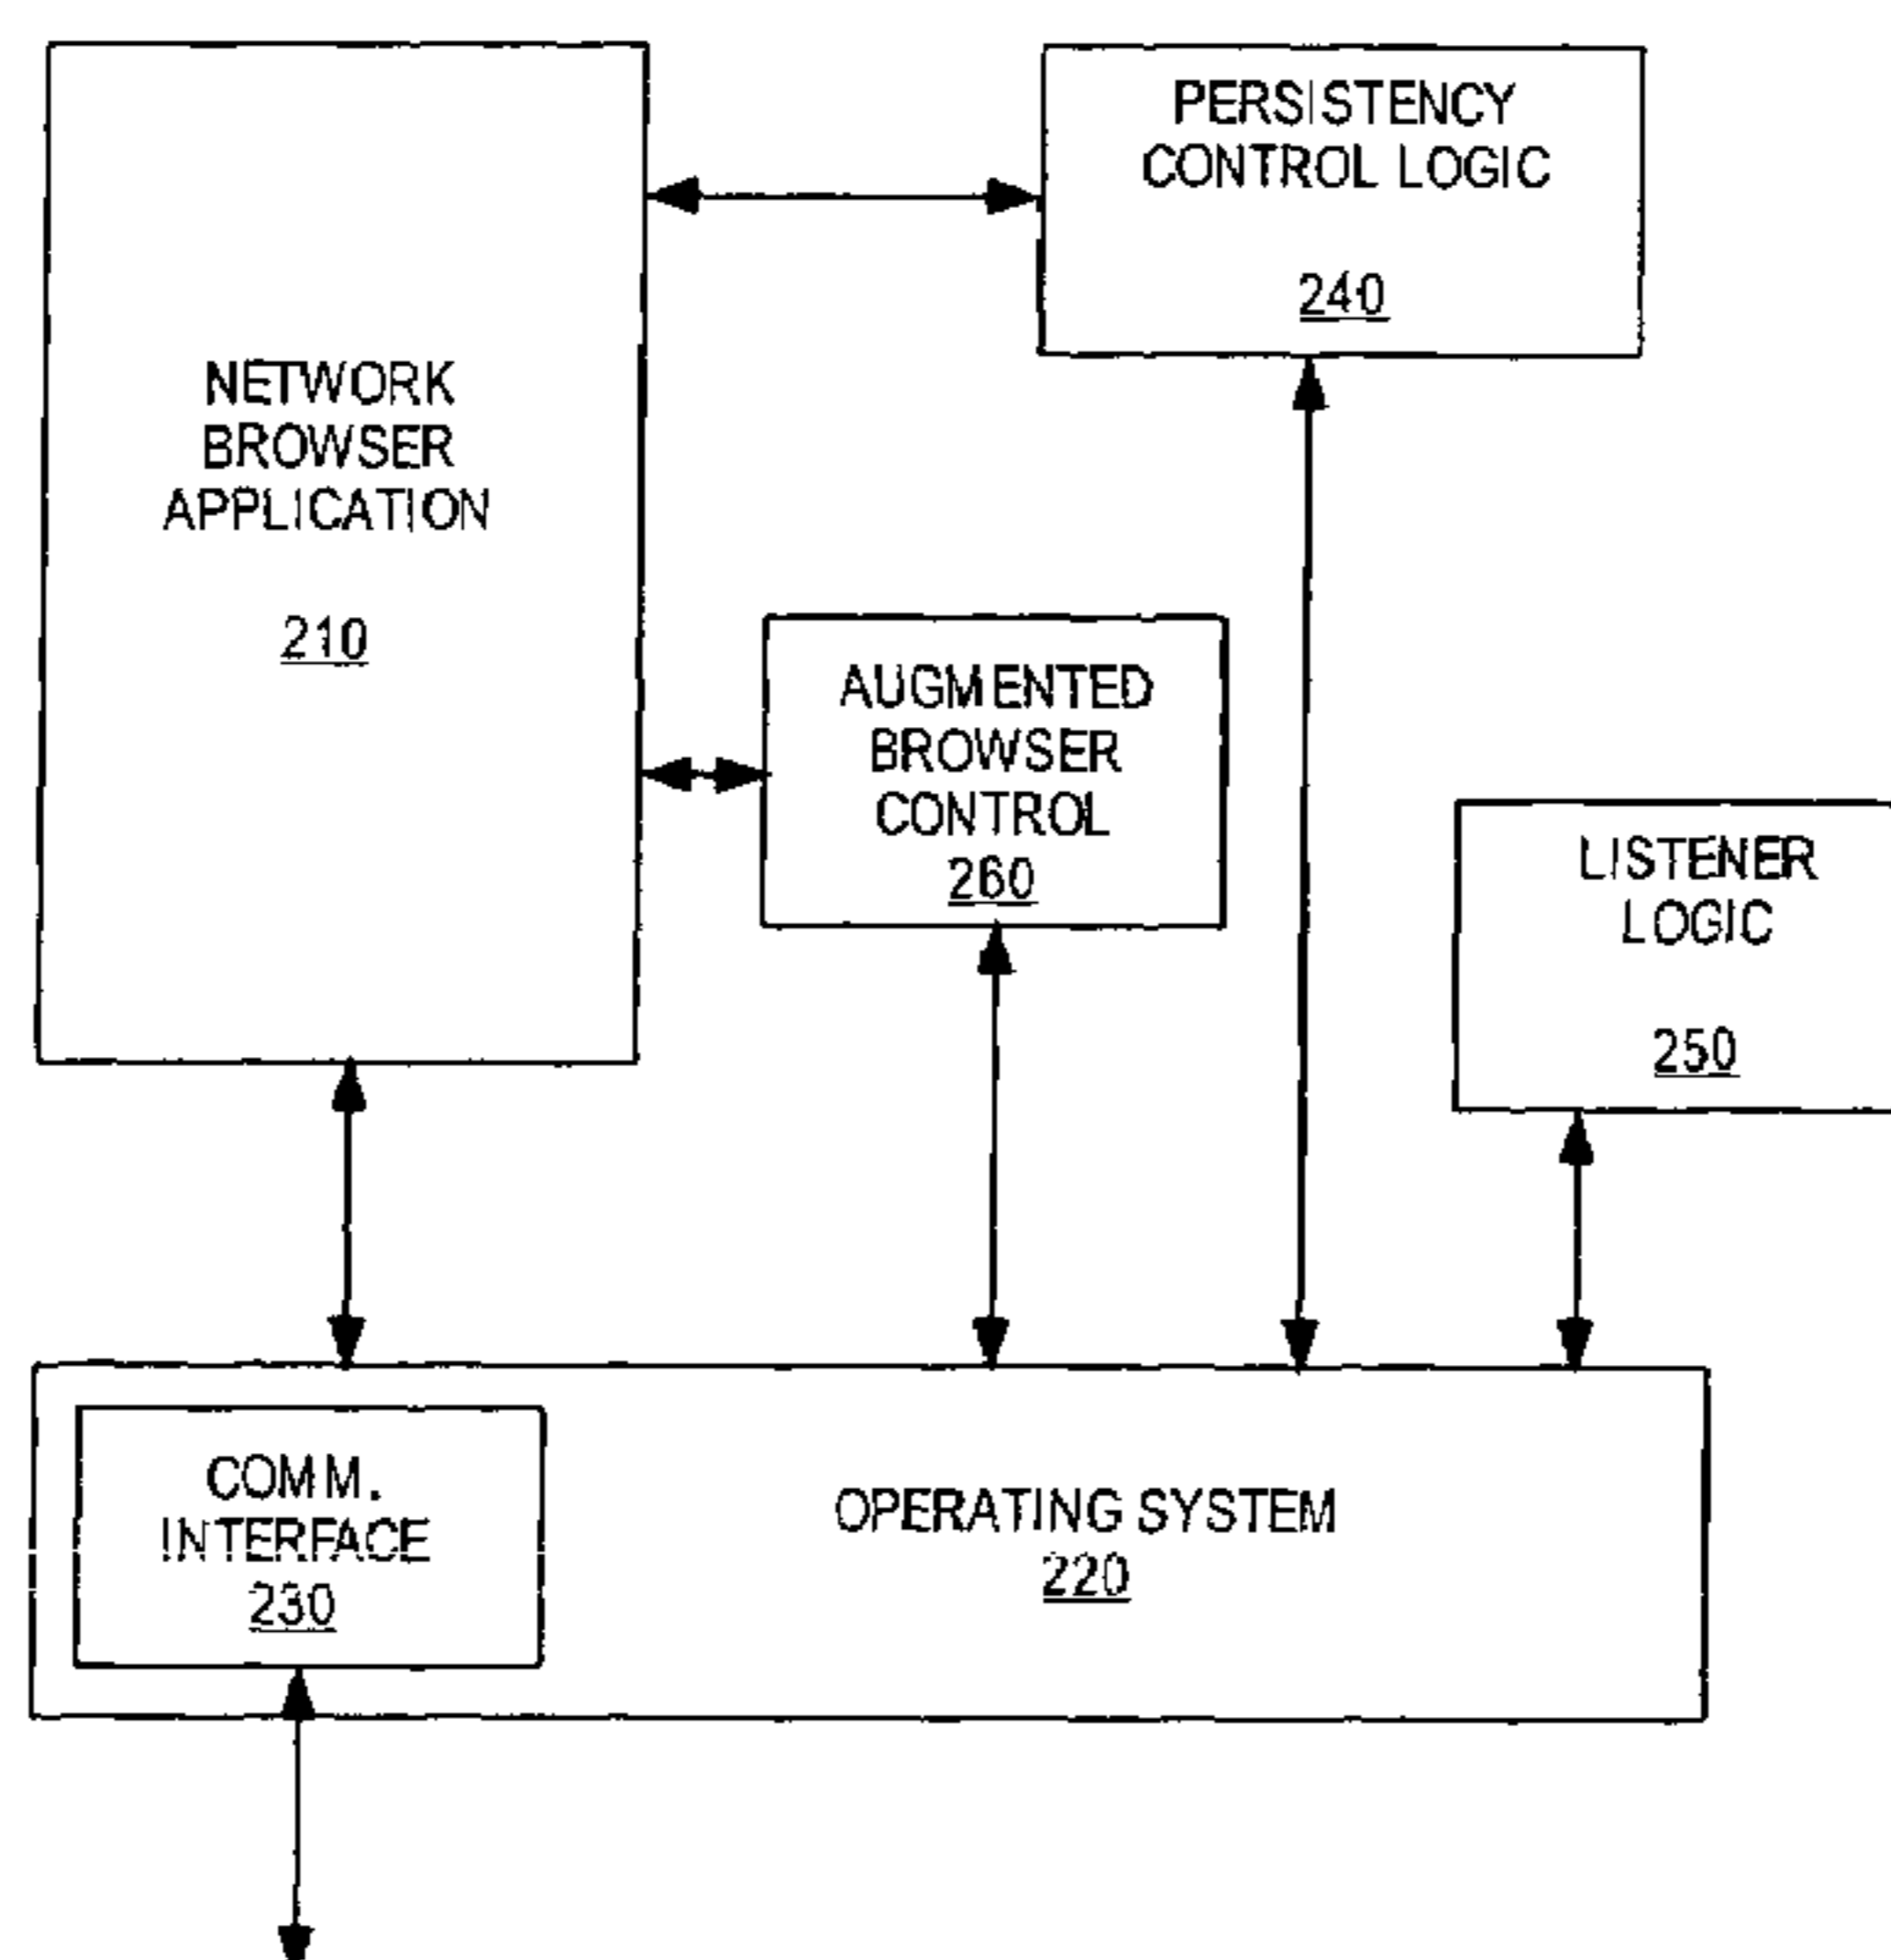 PERSISTENCY
CONTROL LOGIC
240
NETWORK
BROWSER
APPLICATION
210
AUGMENTED
BROWSER
CONTROL
260
LISTENER
LOGIC
250
COMM.
INTERFACE
230
OPERATING SYSTEM
220